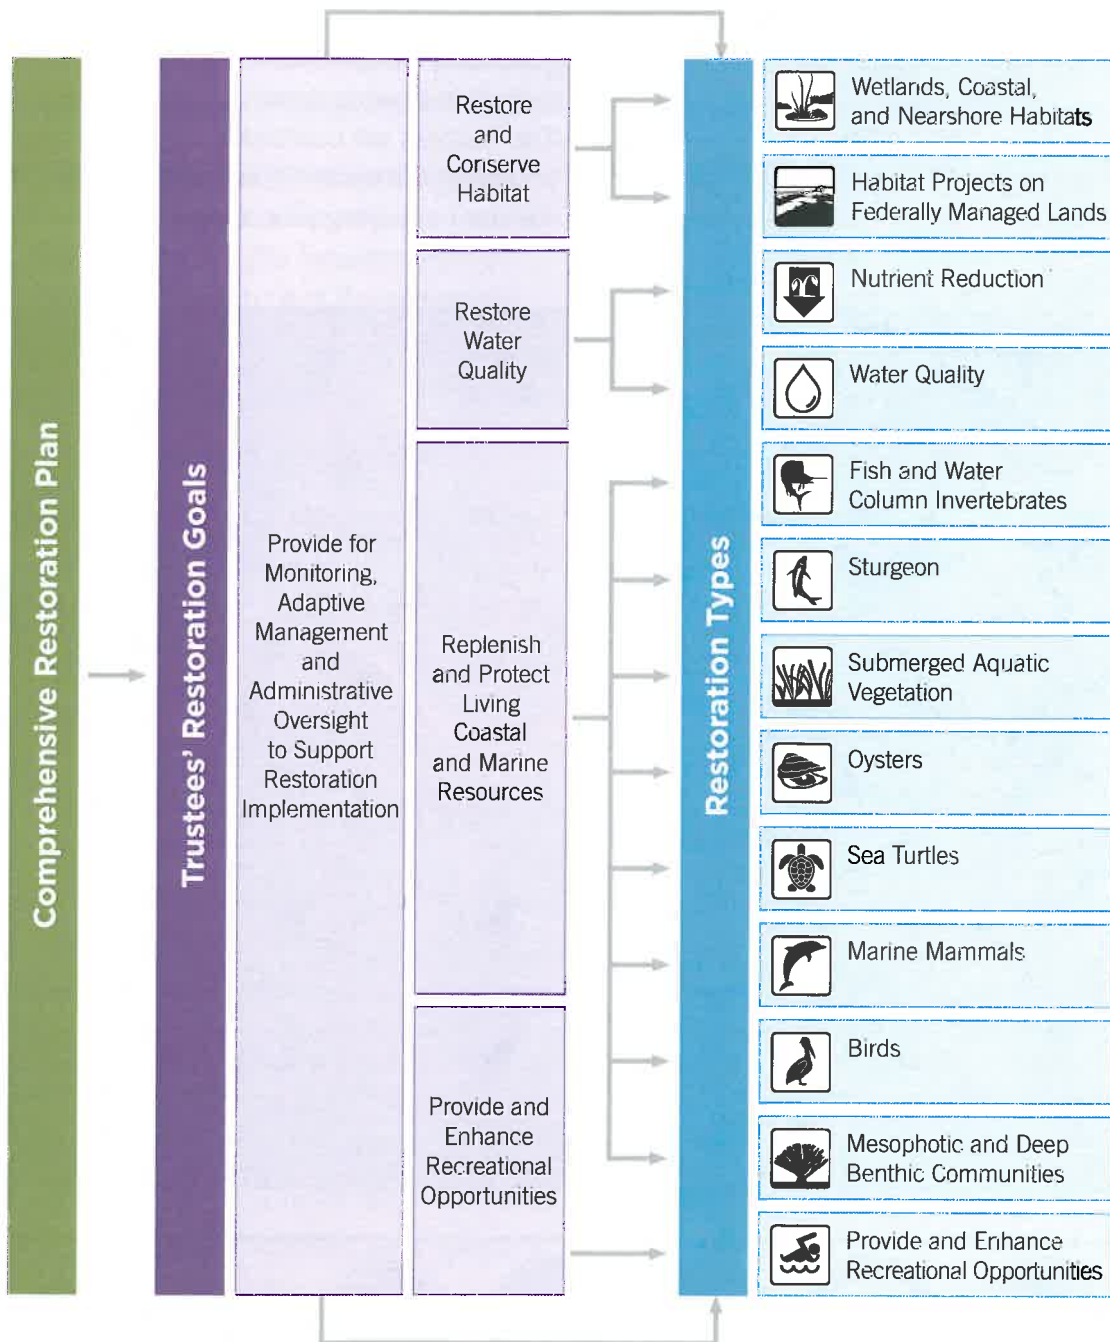 Comprehensive Restoration Plan
Trustees' Restoration Goals
Provide for
Monitoring,
Adaptive
Management
and
Administrative
Oversight
to Support
Restoration
Implementation
Restore
and
Conserve
Habitat
Restore
Water
Quality
Replenish
and Protect
Living
Coastal
and Marine
Resources
Provide and
Enhance
Recreational
Opportunities
Restoration Types
Wetlands, Coastal,
and Nearshore Habitats
Habitat Projects on
Federally Managed Lands
Nutrient Reduction
Water Quality
Fish and Water
Column Invertebrates
Sturgeon
Submerged Aquatic
Vegetation
Oysters
Sea Turtles
Marine Mammals
Birds
Mesophotic and Deep
Benthic Communities
Provide and Enhance
Recreational Opportunities